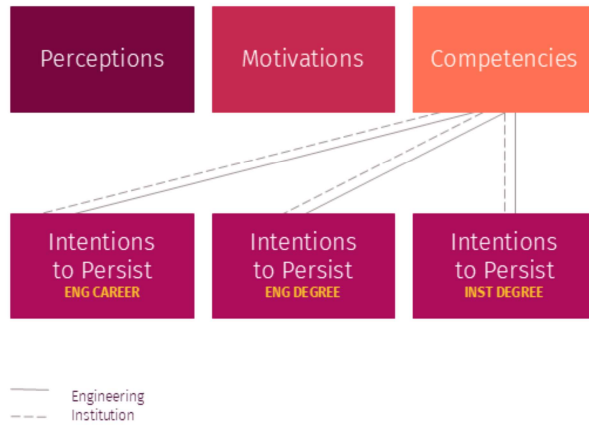 Perceptions
Motivations
Competencies
Intentions
to Persist
ENG CAREER
Intentions
to Persist
ENG DEGREE
Intentions
to Persist
INST DEGREE
Engineering
Institution